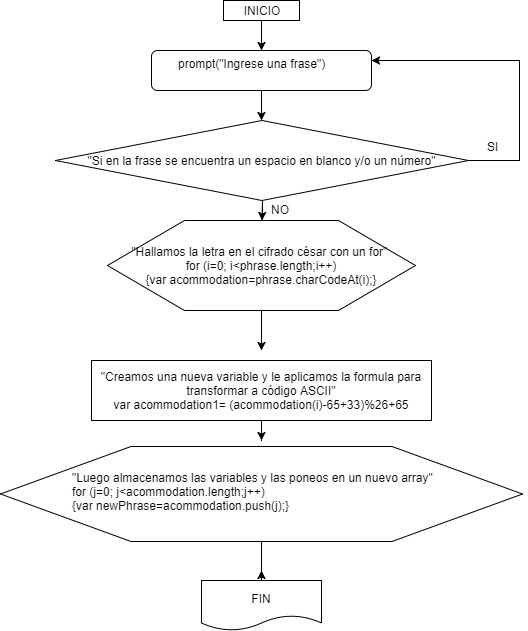 INICIO
prompt("Ingrese una frase")
"Si en la frase se encuentra un espacio en blanco y/o un número"
SI
NO
"Hallamos la letra en el cifrado césar con un for"
for (i=0; i<phrase.length;i++)
{var acommodation=phrase.charCodeAt(i);}
"Creamos una nueva variable y le aplicamos la formula para
transformar a código ASCII"
var acommodation1= (acommodation(i)-65+33)%26+65
"Luego almacenamos las variables y las poneos en un nuevo array"
for (j=0; j<acommodation.length;j++)
{var newPhrase=acommodation.push(j);}
FIN